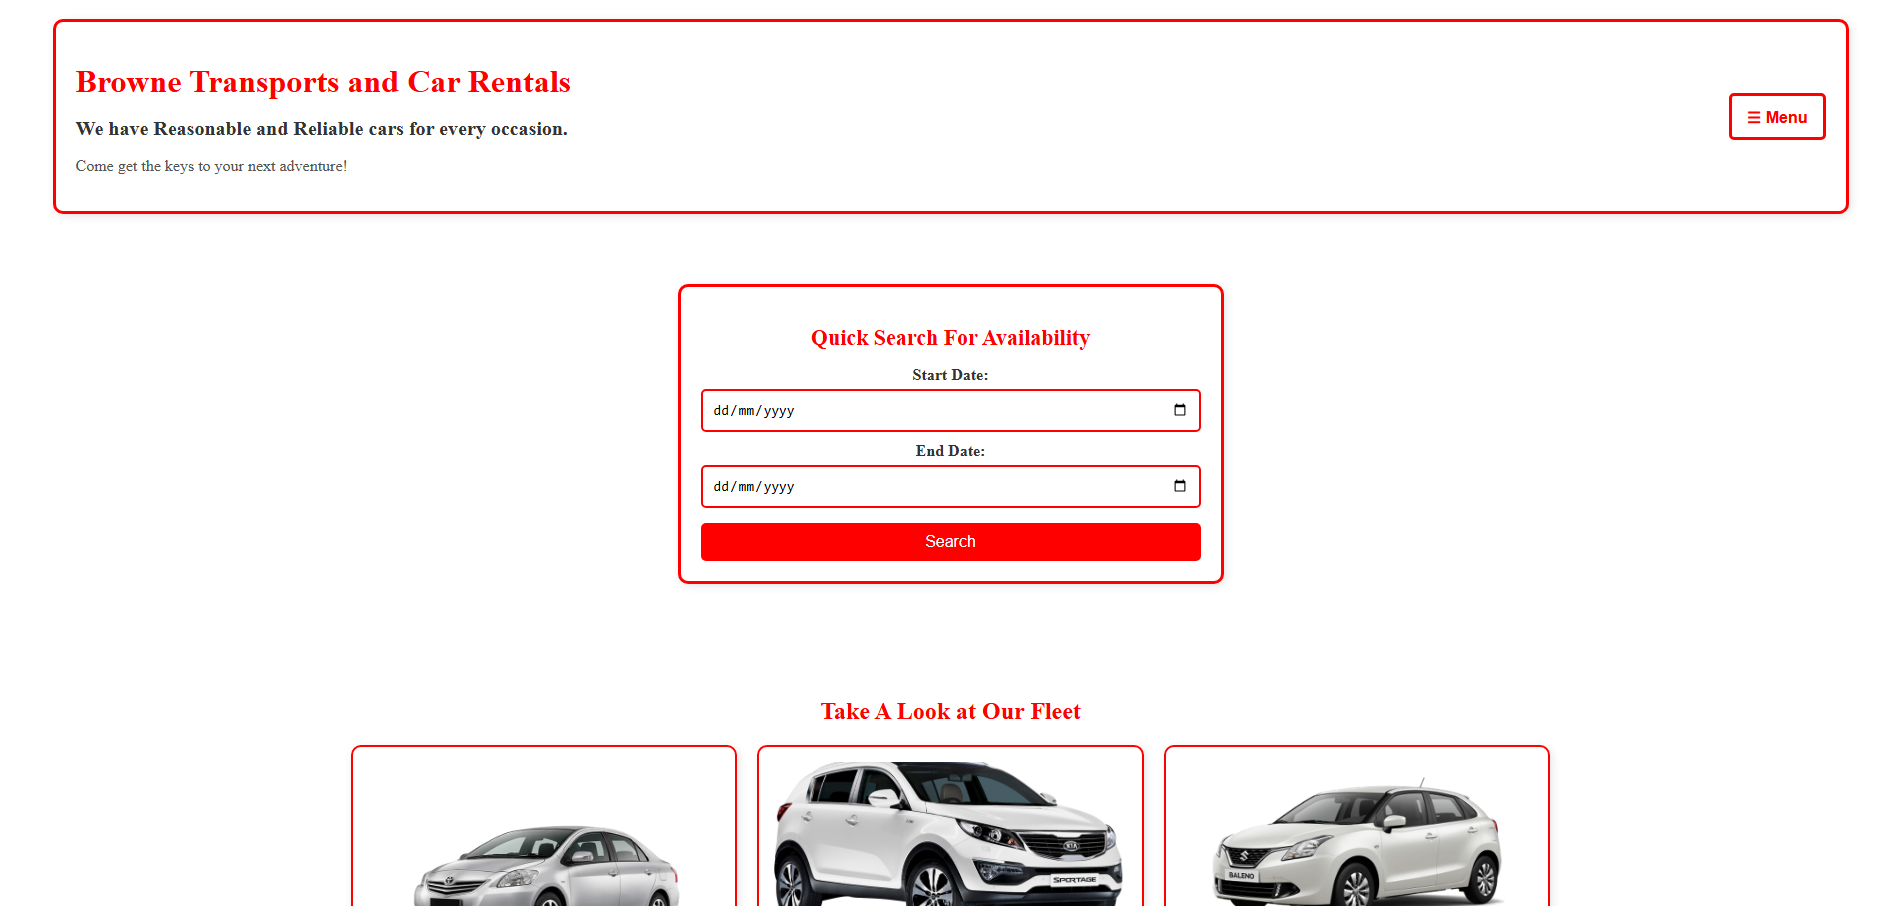 Browne Transports and Car Rentals
We have Reasonable and Reliable cars for every occasion.
Come get the keys to your next adventure!
☰ Menu
Quick Search For Availability
Start Date:
dd/mm/yyyy
End Date:
dd/mm/yyyy
Search
Take A Look at Our Fleet
KIA
SPORTAGE
BALENO